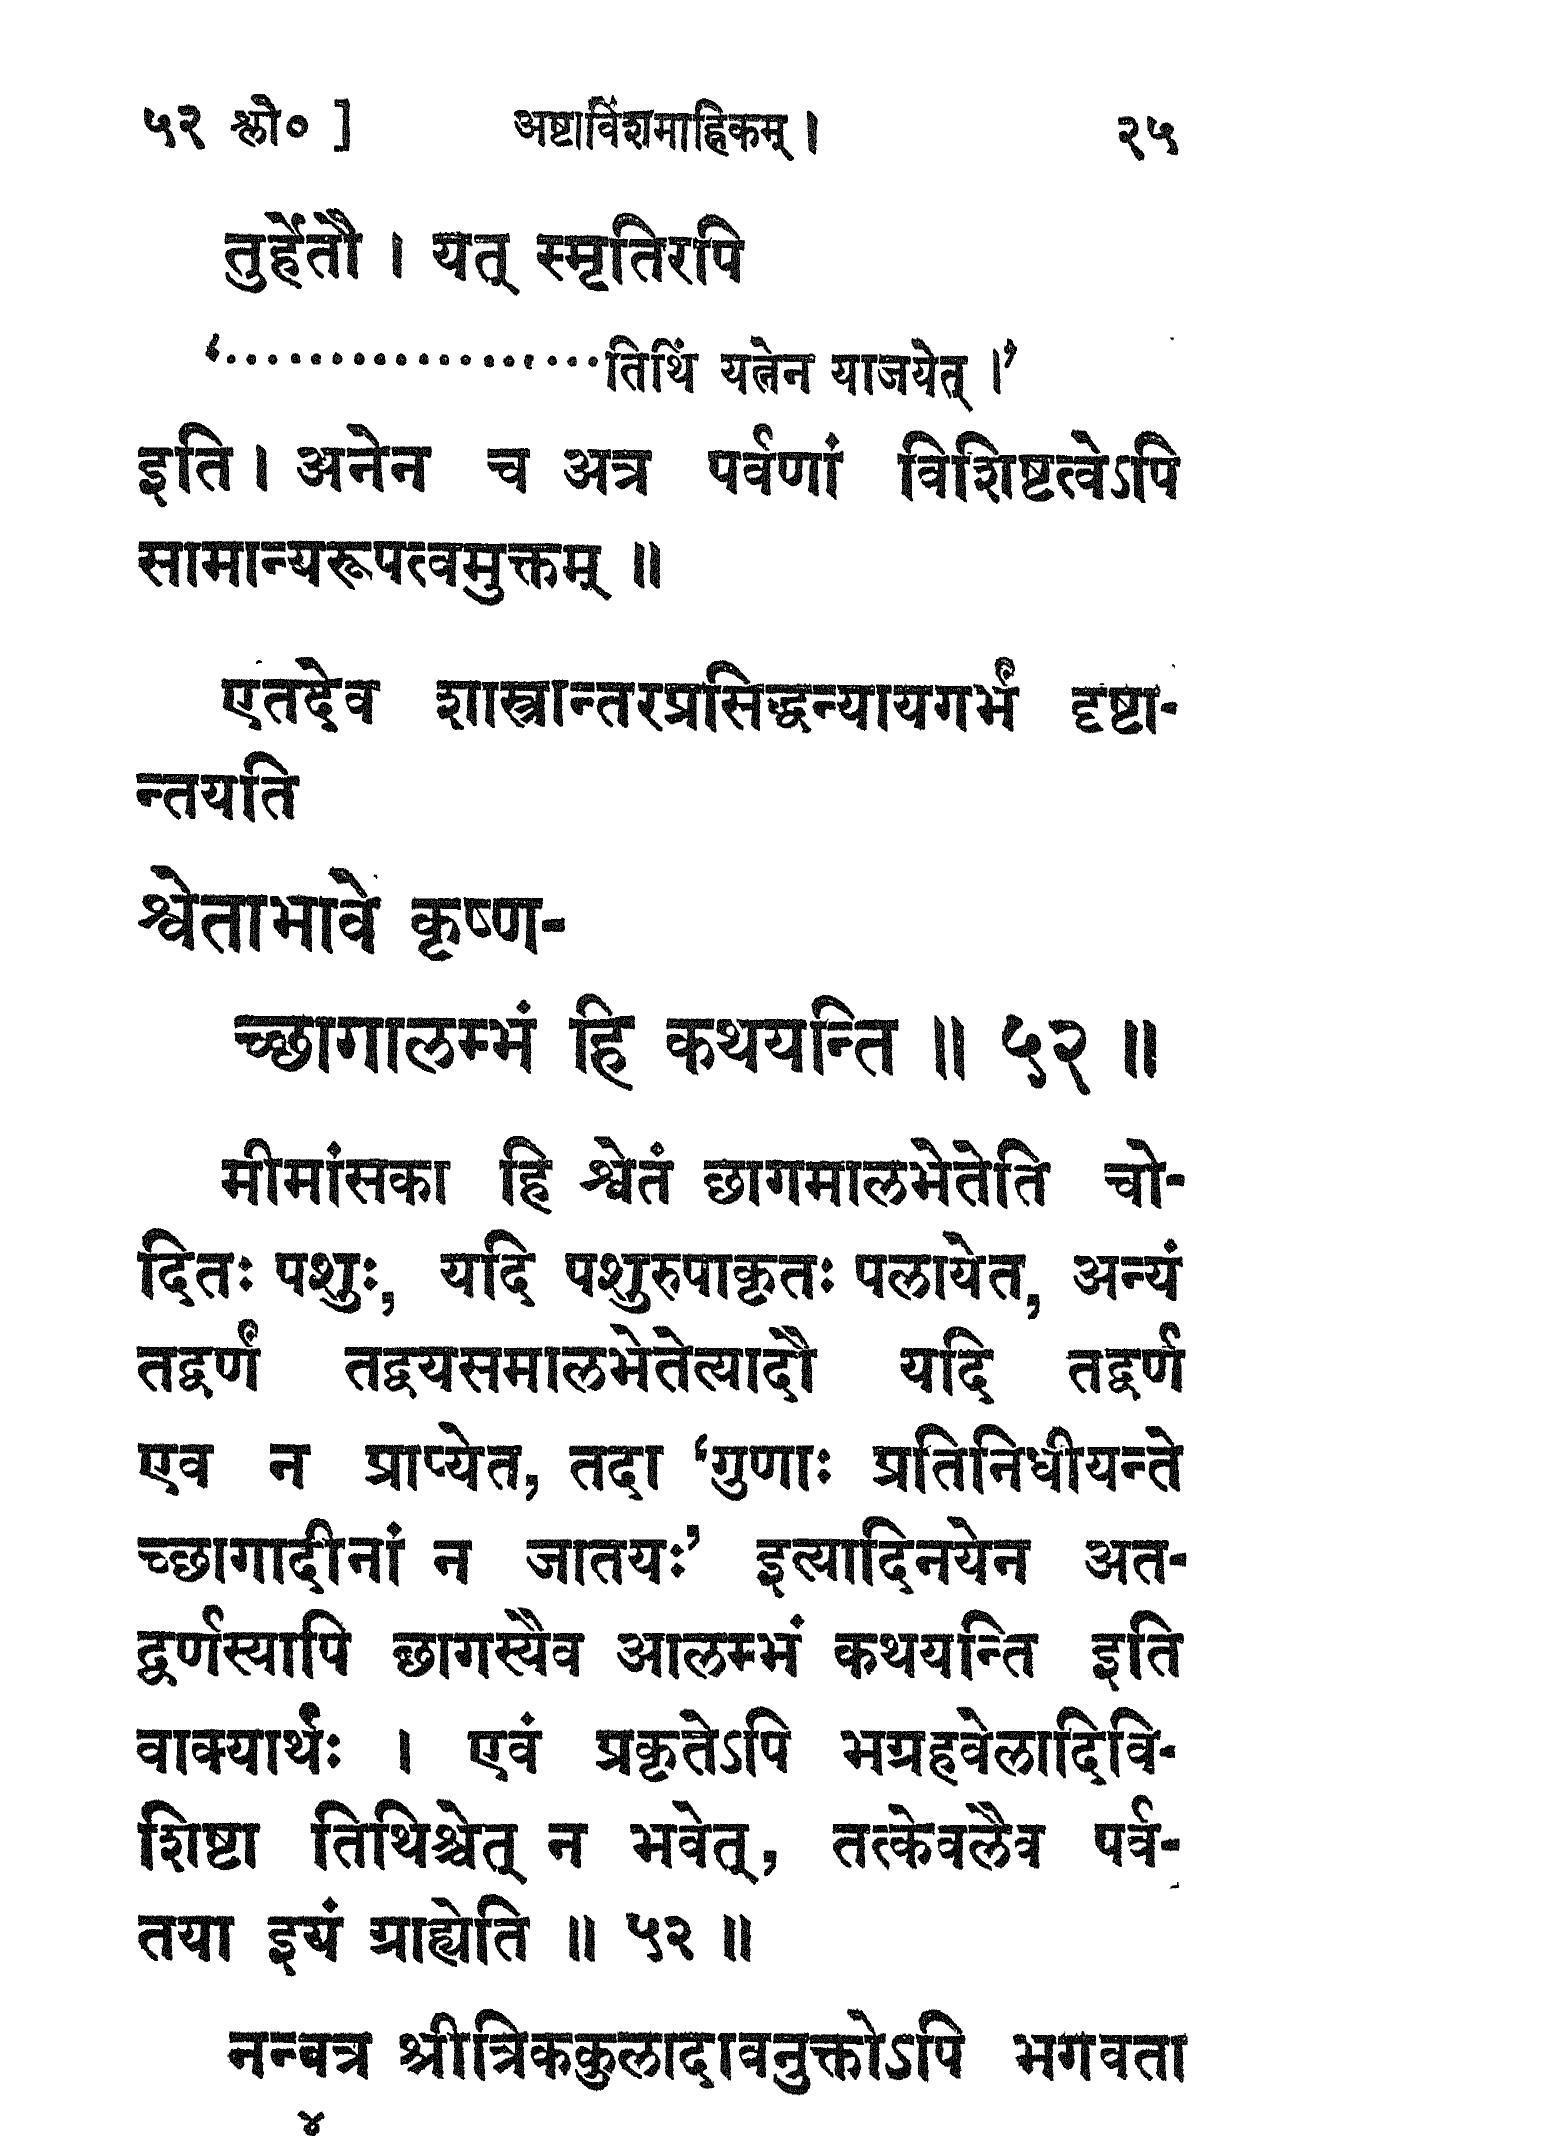 ५२ श्लो० ] अष्टाविंशमाह्निकम् । २५
तुर्हेतौ । यत् स्मृतिरपि
‘··················तिथिं यत्नेन याजयेत् ।’
इति । अनेन च अत्र पर्वणां विशिष्टत्वेऽपि
सामान्यरूपत्वमुक्तम् ॥
एतदेव शास्त्रान्तरप्रसिद्धन्यायगर्भं दृष्टा-
न्तयति
श्वेताभावे कृष्ण-
च्छागालम्भं हि कथयन्ति ॥ ५२ ॥
मीमांसका हि श्वेतं छागमालभेतेति चो-
दितः पशुः, यदि पशुरुपाकृतः पलायेत, अन्यं
तद्वर्णं तद्वयसमालभेतेत्यादौ यदि तद्वर्ण
एव न प्राप्येत, तदा ‘गुणाः प्रतिनिधीयन्ते
च्छागादीनां न जातयः’ इत्यादिनयेन अत-
द्वर्णस्यापि छागस्यैव आलम्भं कथयन्ति इति
वाक्यार्थः । एवं प्रकृतेऽपि भग्रहवेलादिवि-
शिष्टा तिथिश्चेत् न भवेत्, तत्केवलैव पर्व-
तया इयं ग्राह्येति ॥ ५२ ॥
नन्वत्र श्रीत्रिककुलादावनुक्तोऽपि भगवता
४